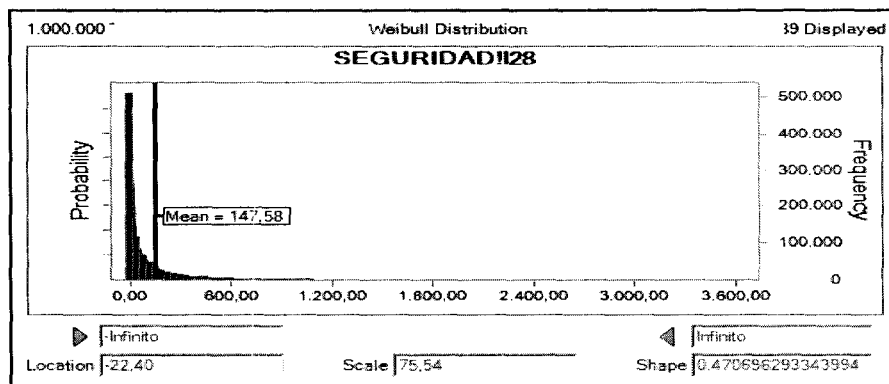 1.000.000 Weibull Distribution 39 Displayed
SEGURIDAD!I28
Probability
Mean = 147,58
500.000
400.000
300.000
200.000
100.000
0
Frequency
0,00 600,00 1.200,00 1.800,00 2.400,00 3.000,00 3.600,00
-Infinito Infinito
Location -22,40 Scale 75,54 Shape 0,470696293343994